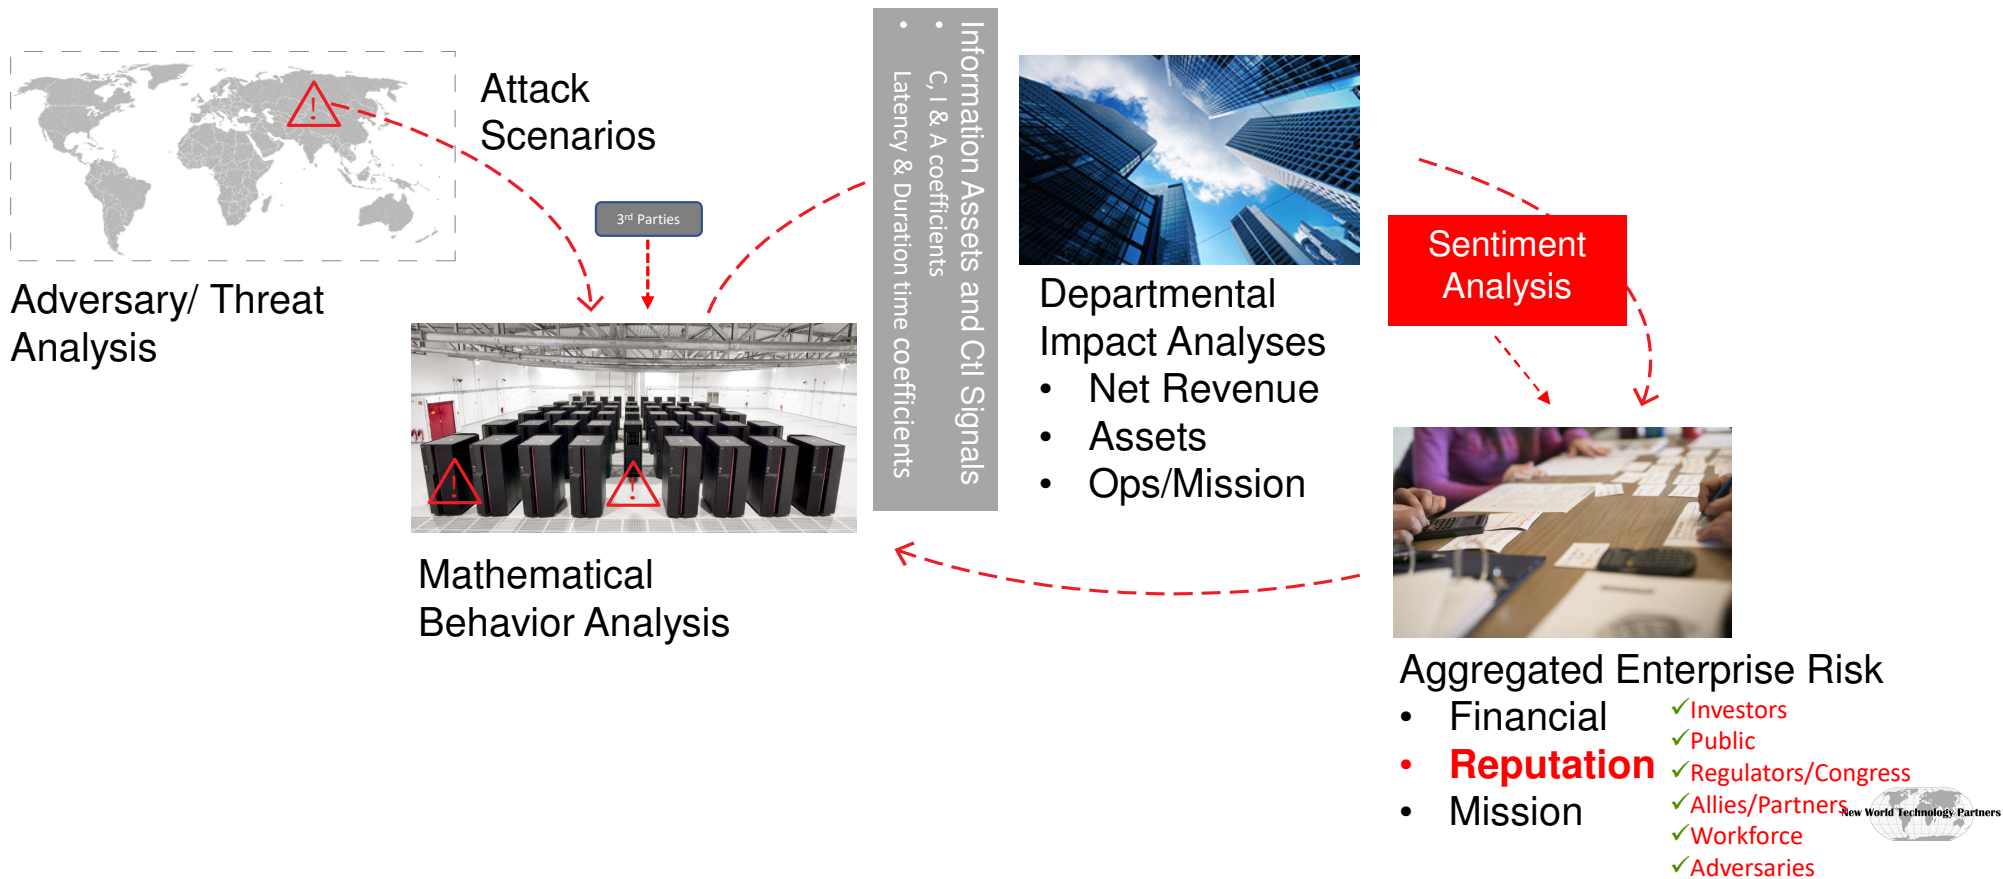 Attack
Scenarios
Adversary/ Threat
Analysis
3rd Parties
Mathematical
Behavior Analysis
Information Assets and Ctl Signals
• C, I & A coefficients
• Latency & Duration time coefficients
Departmental
Impact Analyses
• Net Revenue
• Assets
• Ops/Mission
Sentiment
Analysis
Aggregated Enterprise Risk
• Financial
• Reputation
• Mission
✓Investors
✓Public
✓Regulators/Congress
✓Allies/Partners
✓Workforce
✓Adversaries
New World Technology Partners